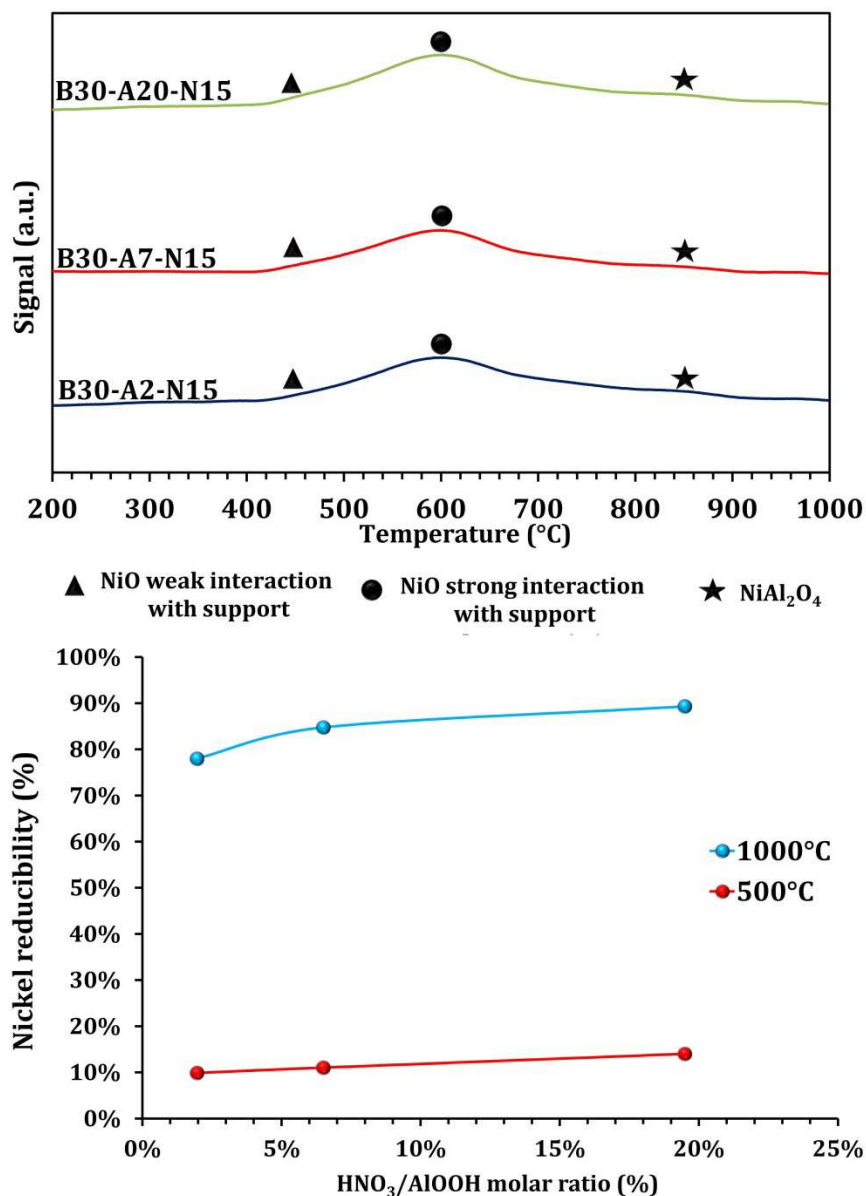 B30-A20-N15
B30-A7-N15
B30-A2-N15
Signal (a.u.)
200 300 400 500 600 700 800 900 1000
Temperature (°C)
NiO weak interaction
with support
NiO strong interaction
with support
NiAl₂O₄
100%
90%
80%
70%
60%
50%
40%
30%
20%
10%
0%
Nickel reducibility (%)
1000°C
500°C
0% 5% 10% 15% 20% 25%
HNO₃/AlOOH molar ratio (%)